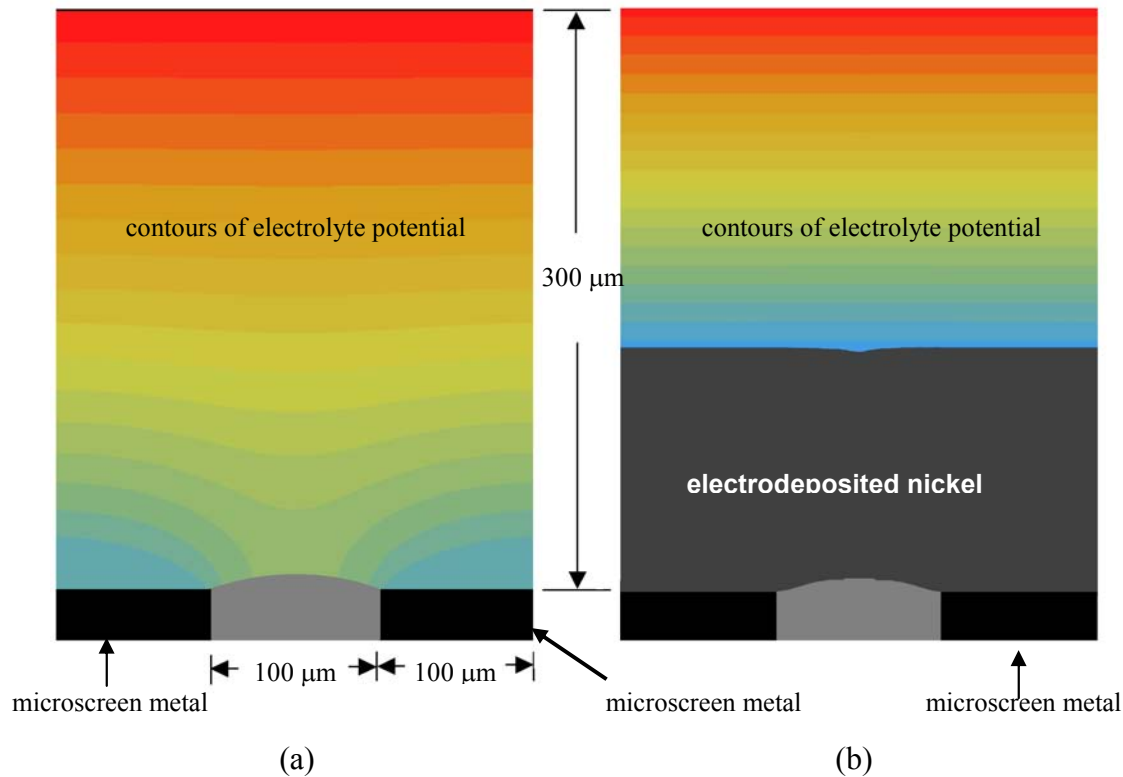 contours of electrolyte potential
contours of electrolyte potential
300 μm
electrodeposited nickel
100 μm
100 μm
microscreen metal
microscreen metal
microscreen metal
(a)
(b)